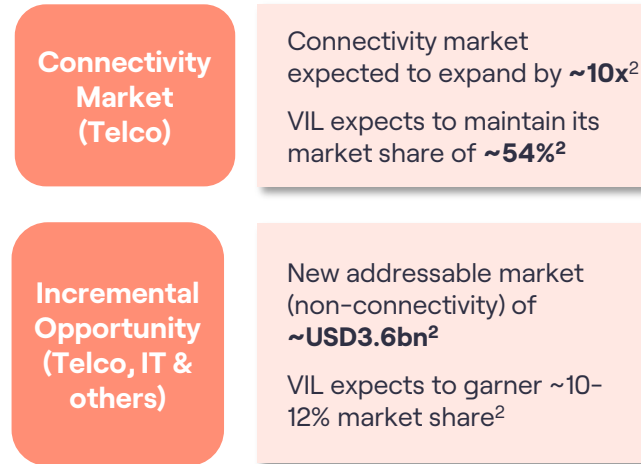 Connectivity
Market
(Telco)
Connectivity market
expected to expand by ~10x²
VIL expects to maintain its
market share of ~54%²
Incremental
Opportunity
(Telco, IT &
others)
New addressable market
(non-connectivity) of
~USD3.6bn²
VIL expects to garner ~10-
12% market share²